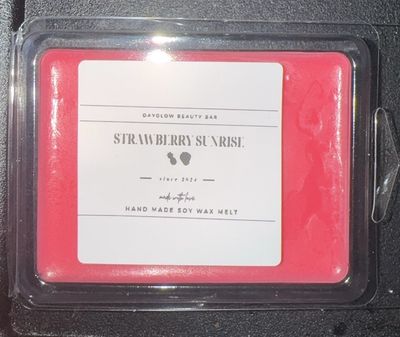 DAYGLOW BEAUTY BAR
STRAWBERRY SUNRISE
since 2024
made with love
HAND MADE SOY WAX MELT